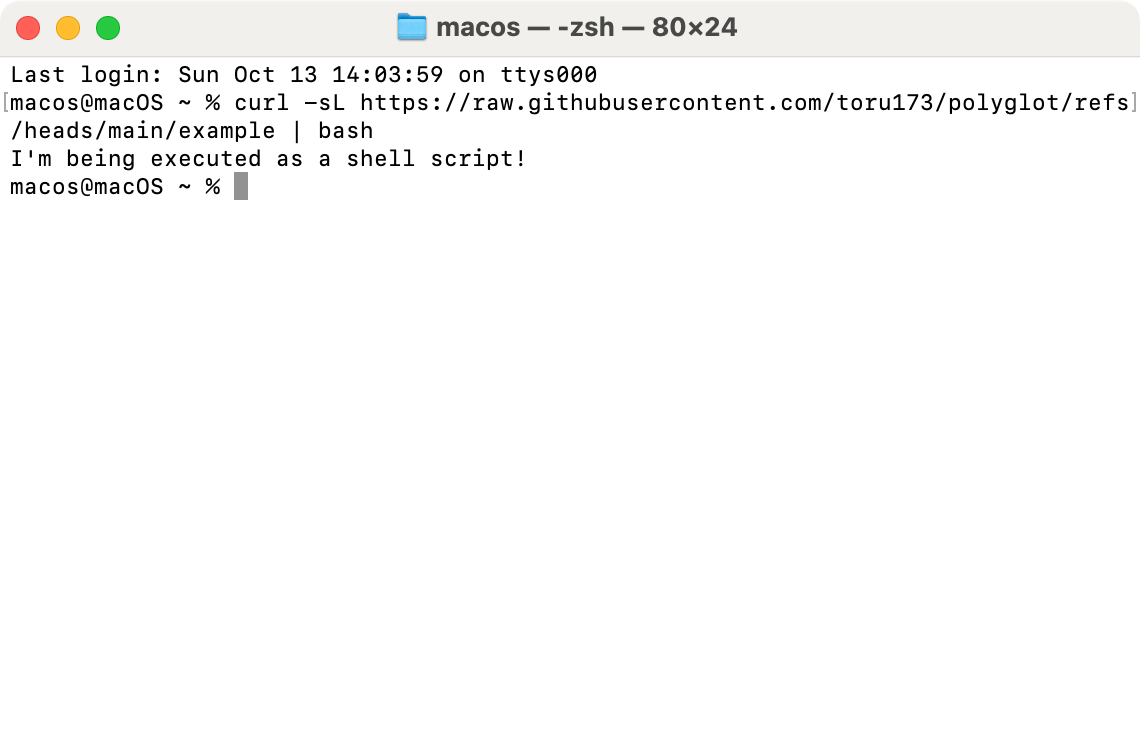 macos — -zsh — 80×24
Last login: Sun Oct 13 14:03:59 on ttys000
[macos@macOS ~ % curl -sL https://raw.githubusercontent.com/toru173/polyglot/refs]
/heads/main/example | bash
I'm being executed as a shell script!
macos@macOS ~ %